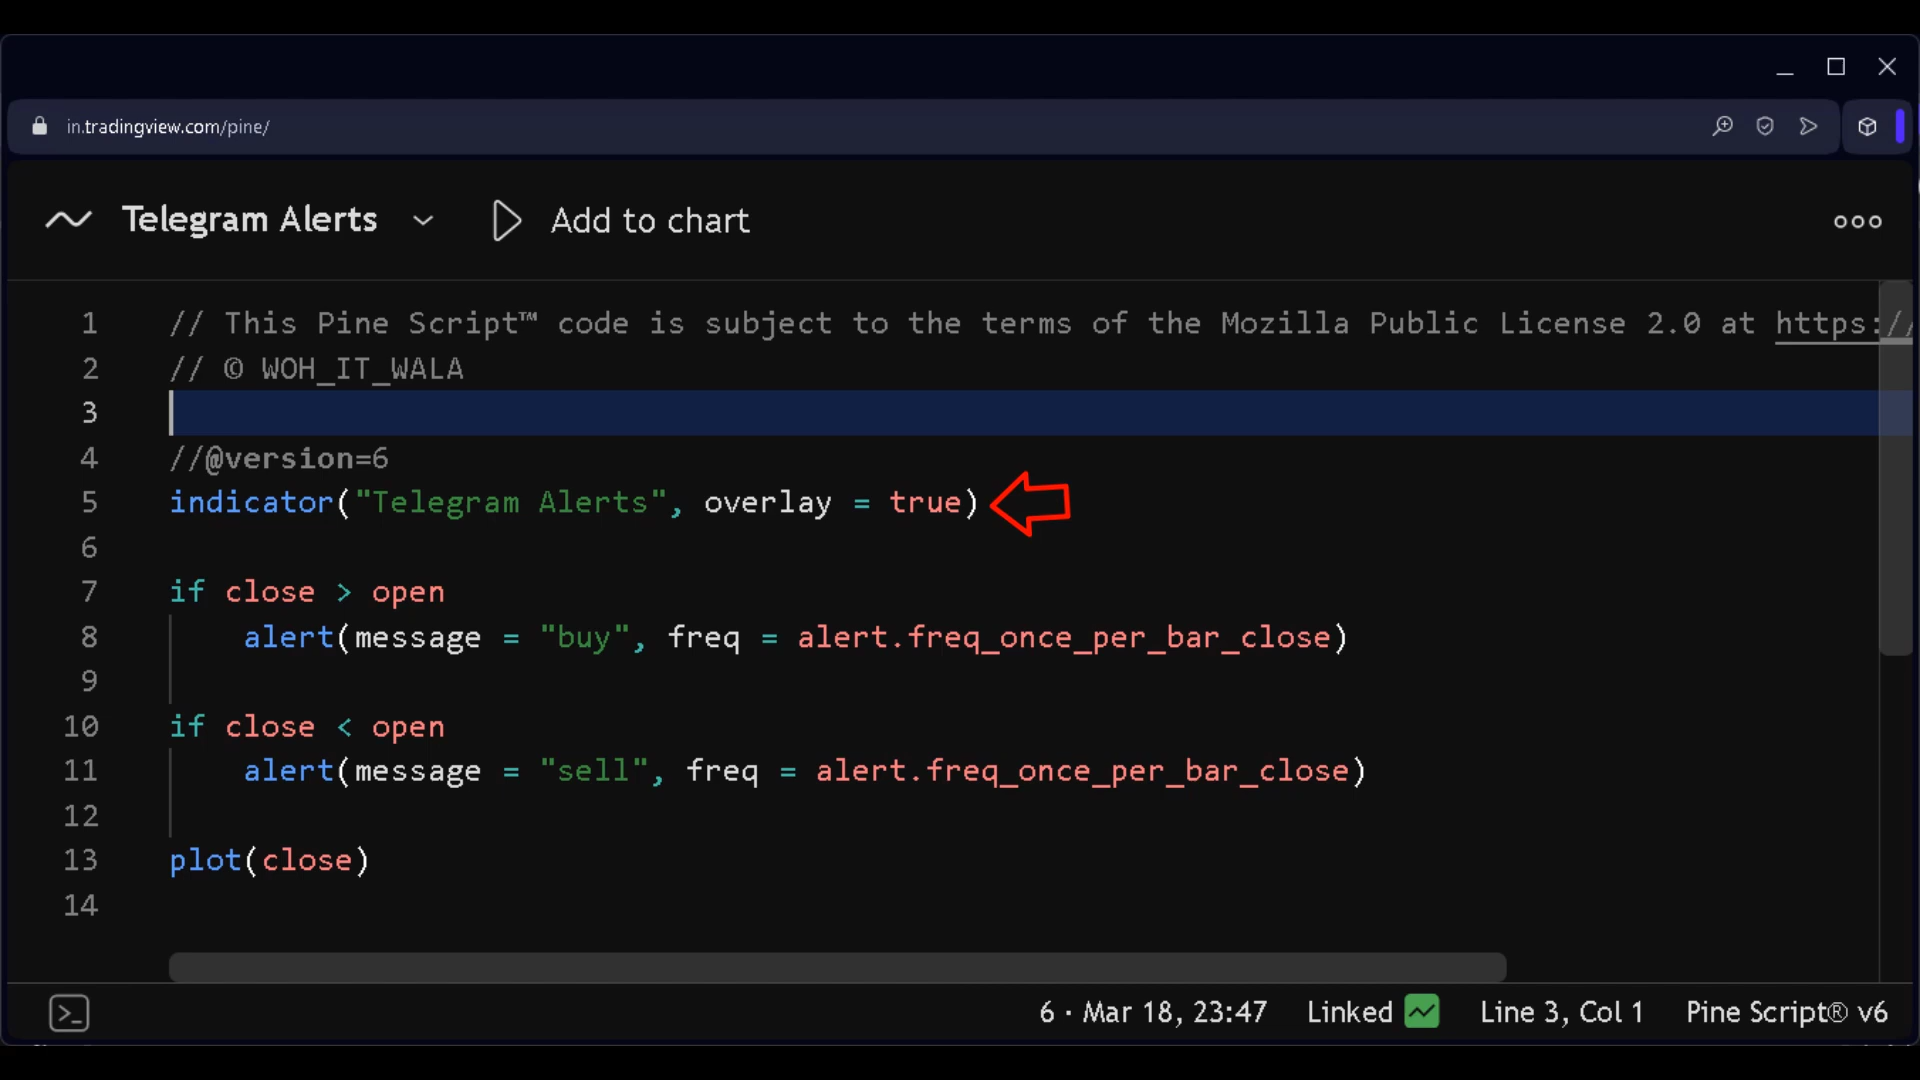 in.tradingview.com/pine/
Telegram Alerts
Add to chart
1 // This Pine Script™ code is subject to the terms of the Mozilla Public License 2.0 at https://
2 // © WOH_IT_WALA
3
4 //@version=6
5 indicator("Telegram Alerts", overlay = true)
6
7 if close > open
8 alert(message = "buy", freq = alert.freq_once_per_bar_close)
9
10 if close < open
11 alert(message = "sell", freq = alert.freq_once_per_bar_close)
12
13 plot(close)
14
6 · Mar 18, 23:47 Linked Line 3, Col 1 Pine Script® v6